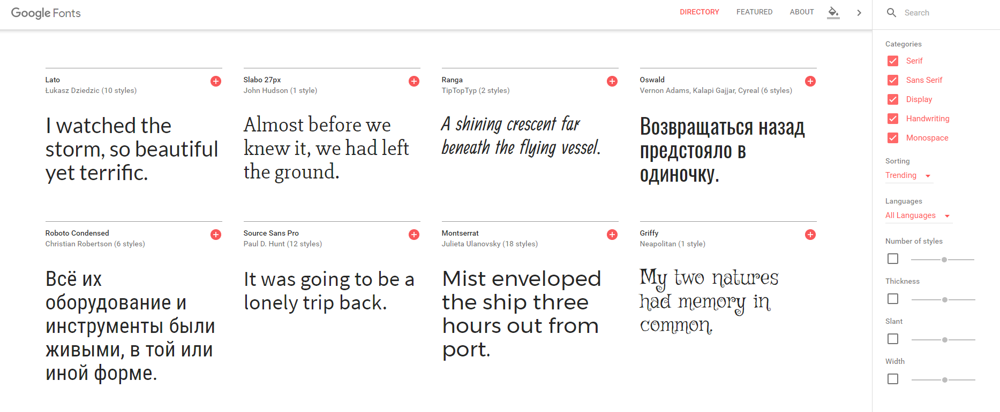 Google Fonts
DIRECTORY
FEATURED
ABOUT
Search
Lato
Łukasz Dziedzic (10 styles)
I watched the
storm, so beautiful
yet terrific.
Slabo 27px
John Hudson (1 style)
Almost before we
knew it, we had left
the ground.
Ranga
TipTopTyp (2 styles)
A shining crescent far
beneath the flying vessel.
Oswald
Vernon Adams, Kalapi Gajjar, Cyreal (6 styles)
Возвращаться назад
предстояло в
одиночку.
Roboto Condensed
Christian Robertson (6 styles)
Всё их
оборудование и
инструменты были
живыми, в той или
иной форме.
Source Sans Pro
Paul D. Hunt (12 styles)
It was going to be a
lonely trip back.
Montserrat
Julieta Ulanovsky (18 styles)
Mist enveloped
the ship three
hours out from
port.
Griffy
Neapolitan (1 style)
My two natures
had memory in
common.
Categories
Serif
Sans Serif
Display
Handwriting
Monospace
Sorting
Trending
Languages
All Languages
Number of styles
Thickness
Slant
Width